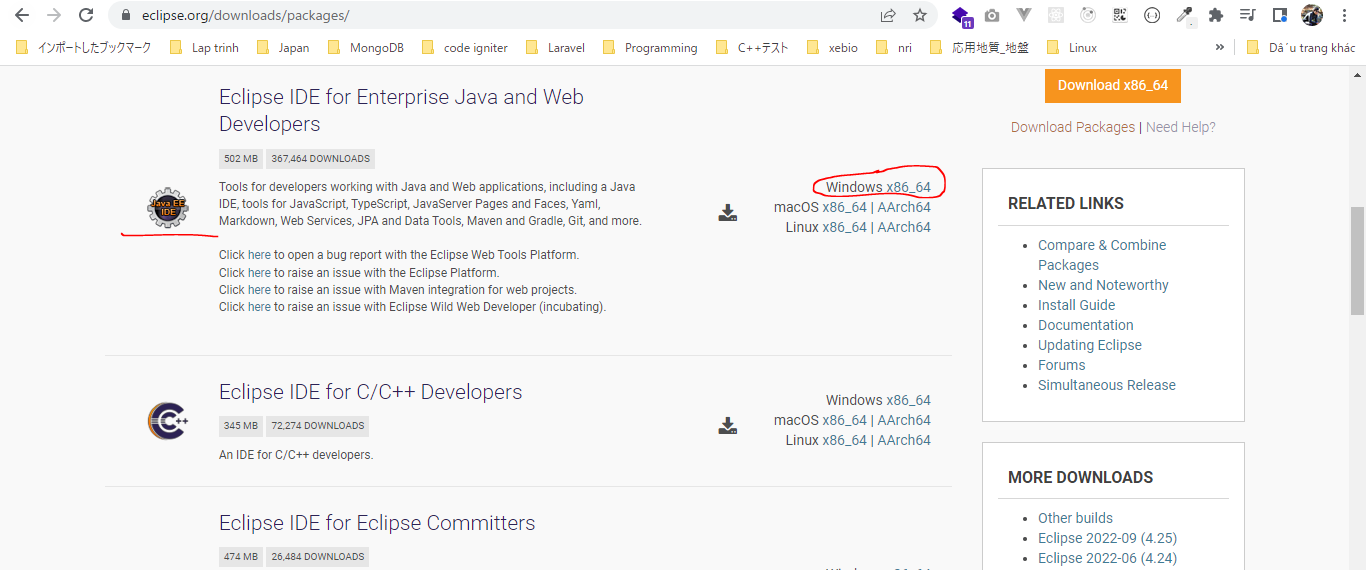 eclipse.org/downloads/packages/
11
インポートしたブックマーク
Lap trinh
Japan
MongoDB
code igniter
Laravel
Programming
C++テスト
xebio
nri
応用地質_地盤
Linux
»
Dấu trang khác
Eclipse IDE for Enterprise Java and Web
Developers
502 MB 367,464 DOWNLOADS
Java EE
IDE
Tools for developers working with Java and Web applications, including a Java
IDE, tools for JavaScript, TypeScript, JavaServer Pages and Faces, Yaml,
Markdown, Web Services, JPA and Data Tools, Maven and Gradle, Git, and more.
Click here to open a bug report with the Eclipse Web Tools Platform.
Click here to raise an issue with the Eclipse Platform.
Click here to raise an issue with Maven integration for web projects.
Click here to raise an issue with Eclipse Wild Web Developer (incubating).
Windows x86_64
macOS x86_64 | AArch64
Linux x86_64 | AArch64
Eclipse IDE for C/C++ Developers
345 MB 72,274 DOWNLOADS
C++
An IDE for C/C++ developers.
Windows x86_64
macOS x86_64 | AArch64
Linux x86_64 | AArch64
Eclipse IDE for Eclipse Committers
474 MB 26,484 DOWNLOADS
Download x86_64
Download Packages | Need Help?
RELATED LINKS
Compare & Combine
Packages
New and Noteworthy
Install Guide
Documentation
Updating Eclipse
Forums
Simultaneous Release
MORE DOWNLOADS
Other builds
Eclipse 2022-09 (4.25)
Eclipse 2022-06 (4.24)